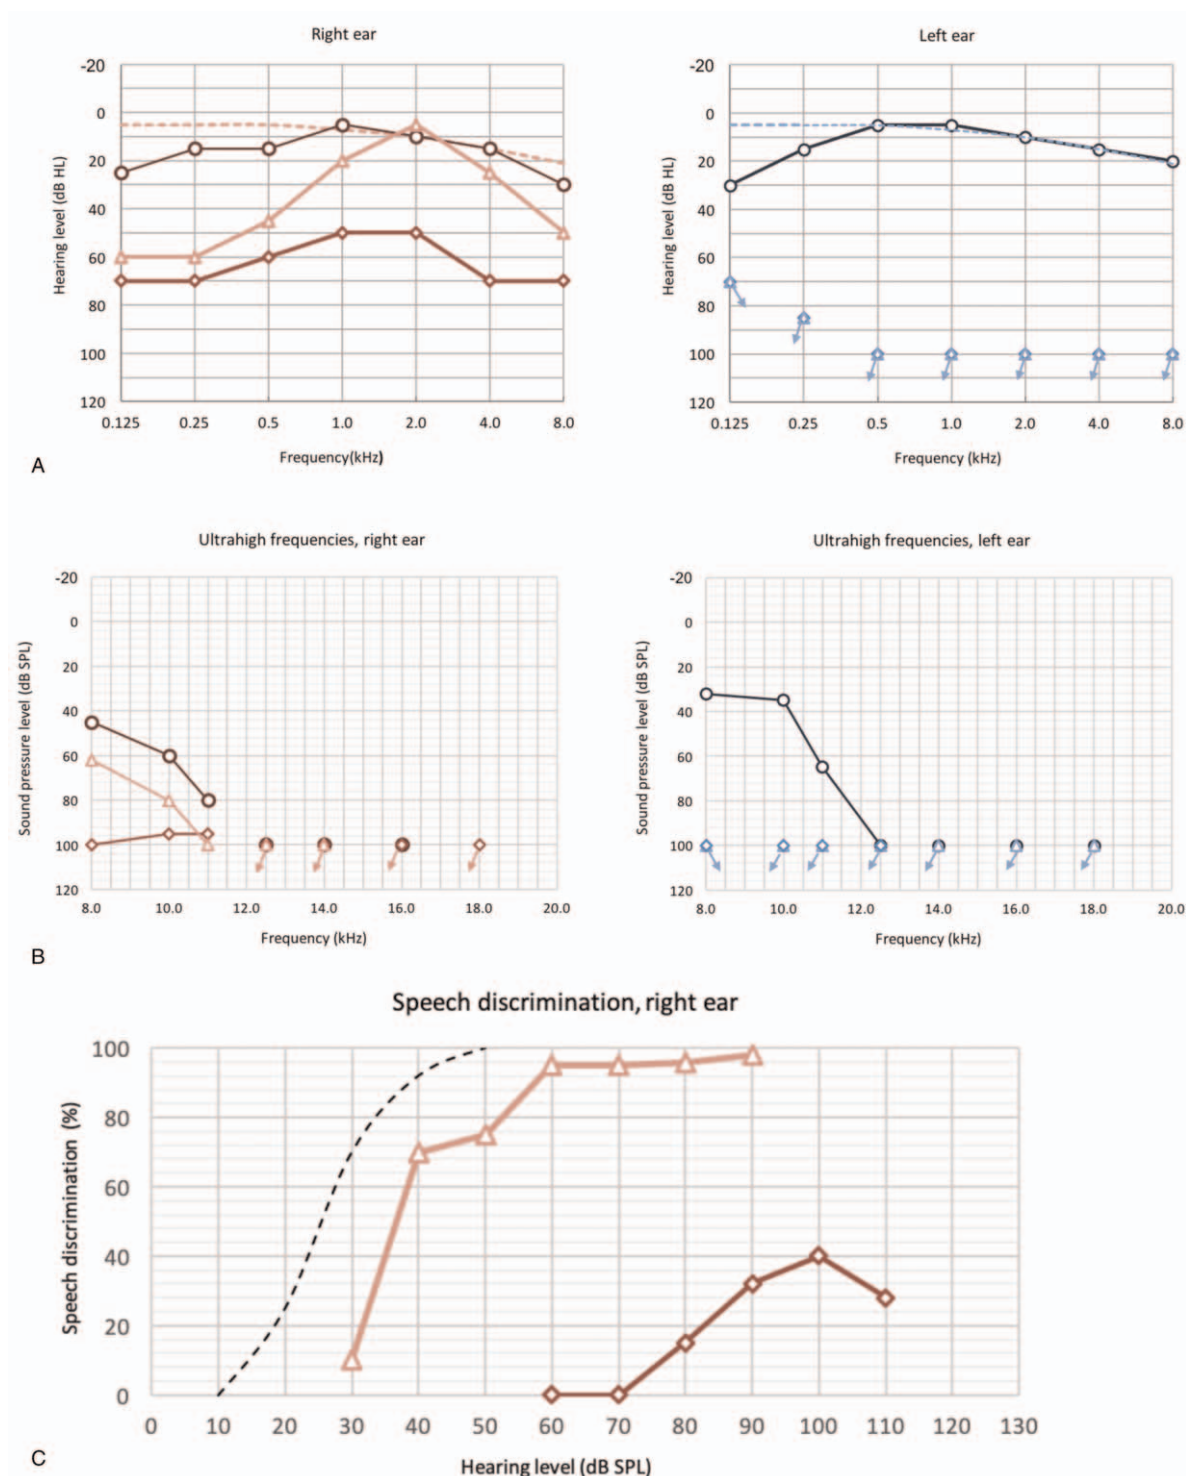 Right ear
Left ear
-20
0
20
40
60
80
100
120
Hearing level (dB HL)
0.125 0.25 0.5 1.0 2.0 4.0 8.0
Frequency(kHz)
-20
0
20
40
60
80
100
120
Hearing level (dB HL)
0.125 0.25 0.5 1.0 2.0 4.0 8.0
Frequency (kHz)
A
Ultrahigh frequencies, right ear
Ultrahigh frequencies, left ear
-20
0
20
40
60
80
100
120
Sound pressure level (dB SPL)
8.0 10.0 12.0 14.0 16.0 18.0 20.0
Frequency (kHz)
-20
0
20
40
60
80
100
120
Sound pressure level (dB SPL)
8.0 10.0 12.0 14.0 16.0 18.0 20.0
Frequency (kHz)
B
Speech discrimination, right ear
100
80
60
40
20
0
Speech discrimination (%)
0 10 20 30 40 50 60 70 80 90 100 110 120 130
Hearing level (dB SPL)
C